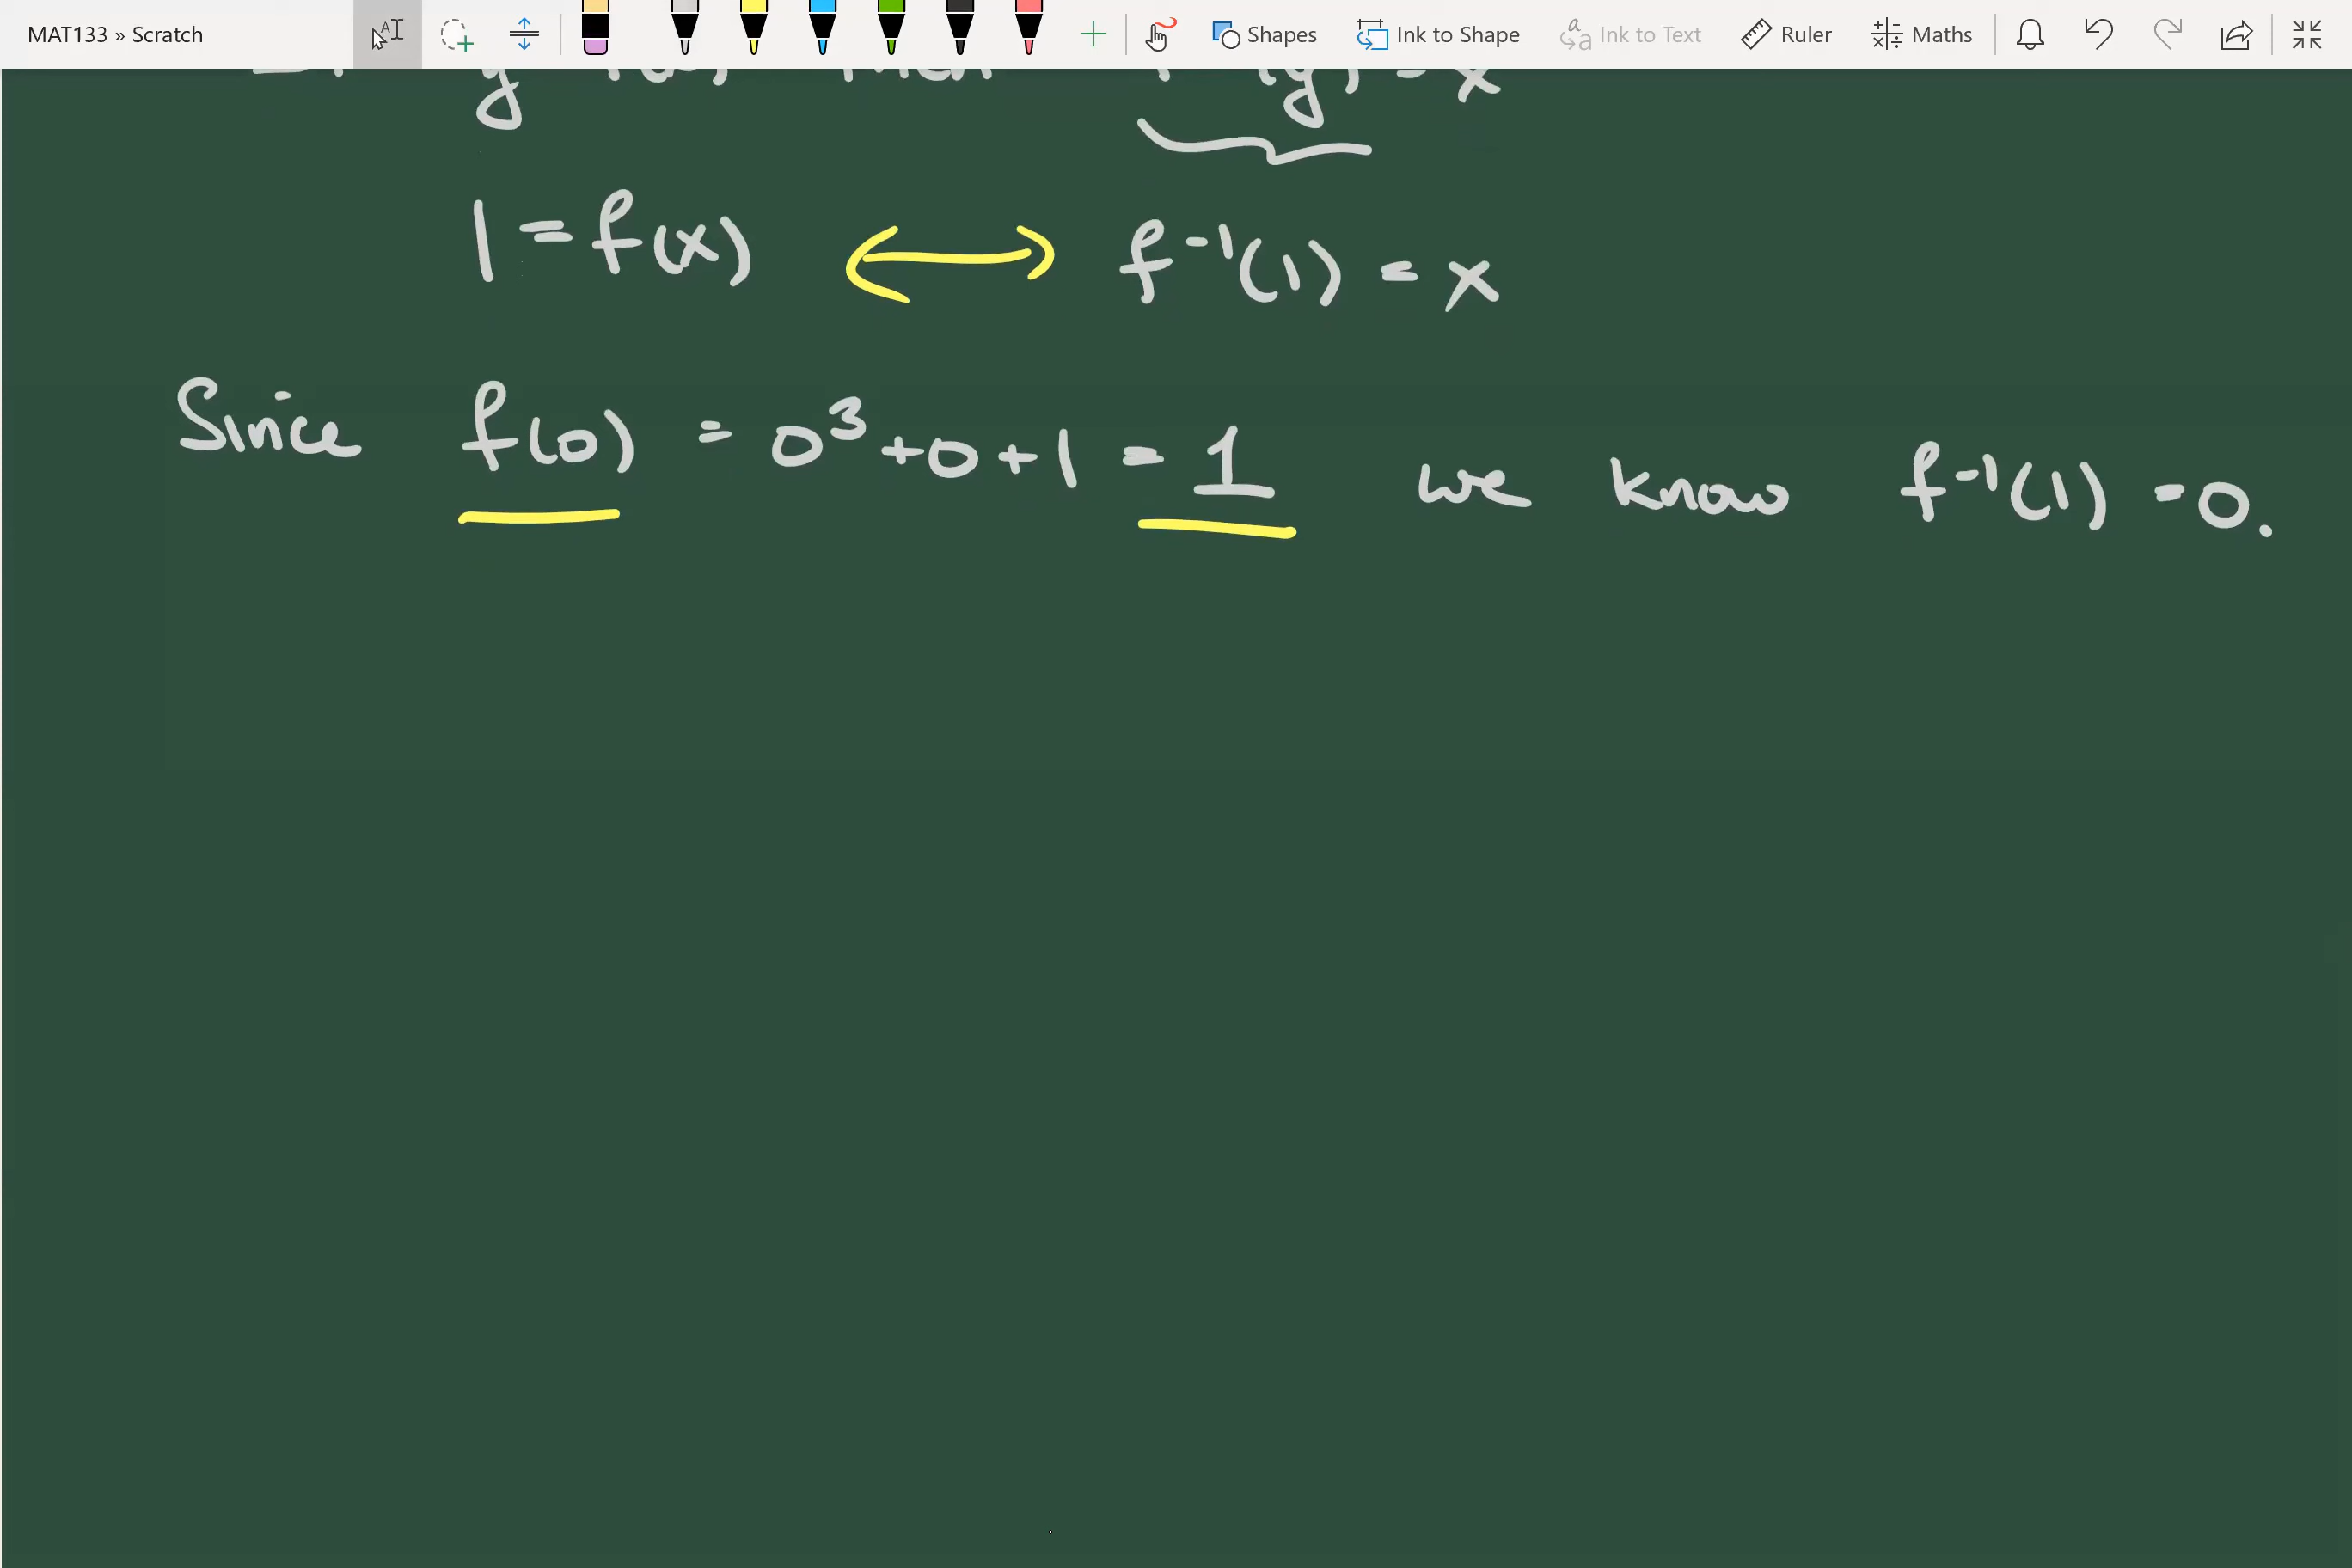 MAT133 » Scratch Shapes Ink to Shape Ink to Text Ruler Maths
1 = f(x) ⟷ f⁻¹(1) = x
Since f(0) = 0³ + 0 + 1 = 1 we know f⁻¹(1) = 0.